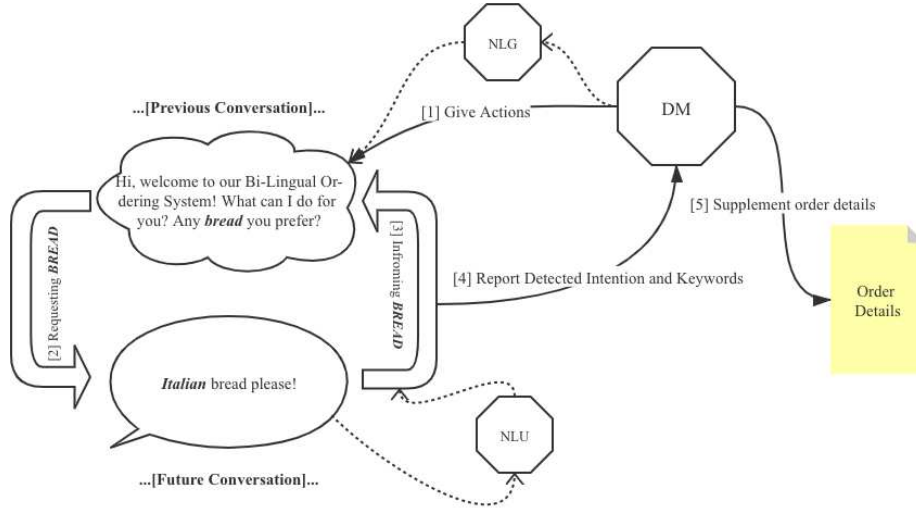 NLG
...[Previous Conversation]...
[1] Give Actions
DM
Hi, welcome to our Bi-Lingual Or-
dering System! What can I do for
you? Any bread you prefer?
[2] Requesting BREAD
[3] Infroming BREAD
[5] Supplement order details
[4] Report Detected Intention and Keywords
Order
Details
Italian bread please!
NLU
...[Future Conversation]...